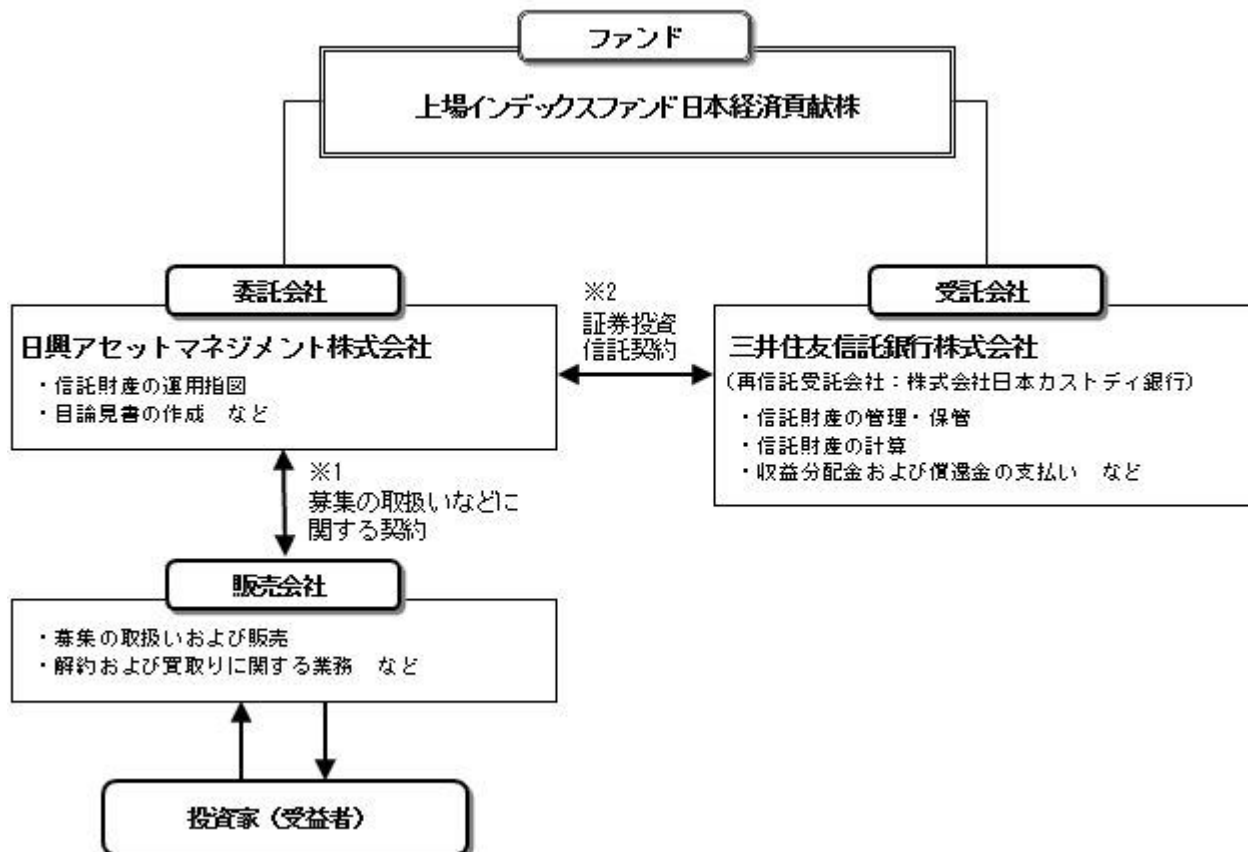 ファンド
上場インデックスファンド日本経済貢献株
委託会社
日興アセットマネジメント株式会社
・信託財産の運用指図
・目論見書の作成　など
※2
証券投資
信託契約
受託会社
三井住友信託銀行株式会社
(再信託受託会社：株式会社日本カストディ銀行)
・信託財産の管理・保管
・信託財産の計算
・収益分配金および償還金の支払い　など
※1
募集の取扱いなどに
関する契約
販売会社
・募集の取扱いおよび販売
・解約および買取りに関する業務　など
投資家（受益者）